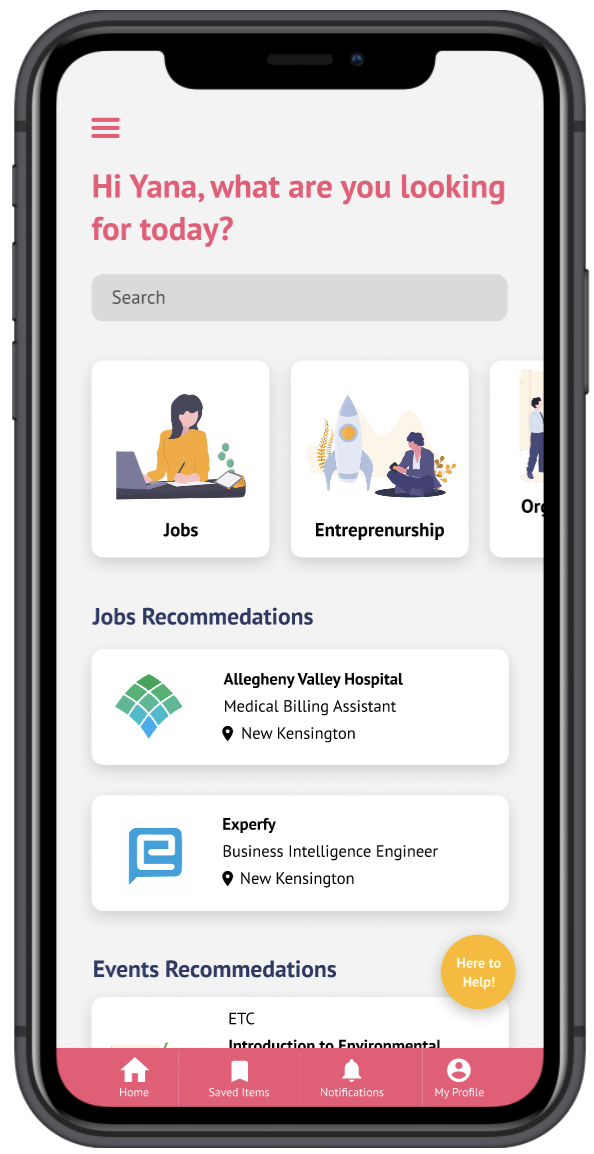 Hi Yana, what are you looking
for today?
Search
Jobs
Entreprenurship
Org
Jobs Recommedations
Allegheny Valley Hospital
Medical Billing Assistant
New Kensington
Experfy
Business Intelligence Engineer
New Kensington
Events Recommedations
Here to
Help!
ETC
Introduction to Environmental
Home
Saved Items
Notifications
My Profile